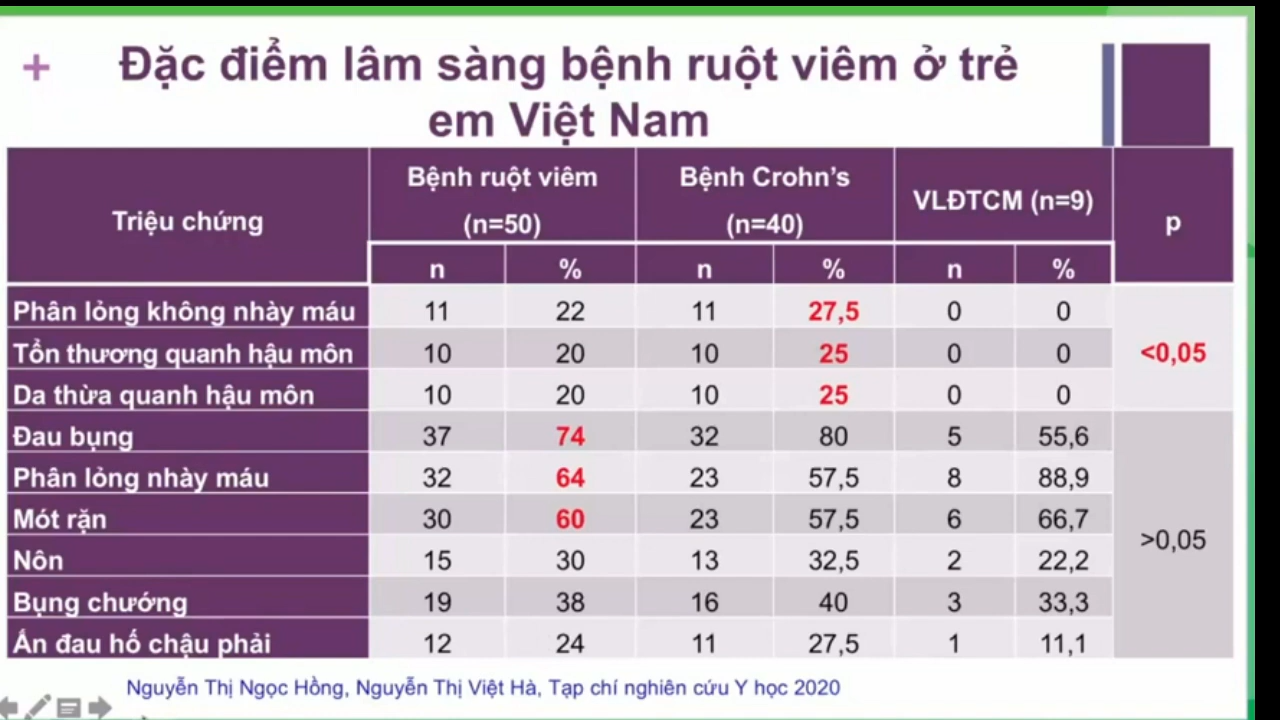 +
Đặc điểm lâm sàng bệnh ruột viêm ở trẻ
em Việt Nam
Triệu chứng Bệnh ruột viêm (n=50) Bệnh Crohn's (n=40) VLĐTCM (n=9) p
n % n % n %
Phân lỏng không nhày máu 11 22 11 27,5 0 0 <0,05
Tổn thương quanh hậu môn 10 20 10 25 0 0
Da thừa quanh hậu môn 10 20 10 25 0 0
Đau bụng 37 74 32 80 5 55,6 >0,05
Phân lỏng nhày máu 32 64 23 57,5 8 88,9
Mót rặn 30 60 23 57,5 6 66,7
Nôn 15 30 13 32,5 2 22,2
Bụng chướng 19 38 16 40 3 33,3
Ấn đau hố chậu phải 12 24 11 27,5 1 11,1
Nguyễn Thị Ngọc Hồng, Nguyễn Thị Việt Hà, Tạp chí nghiên cứu Y học 2020